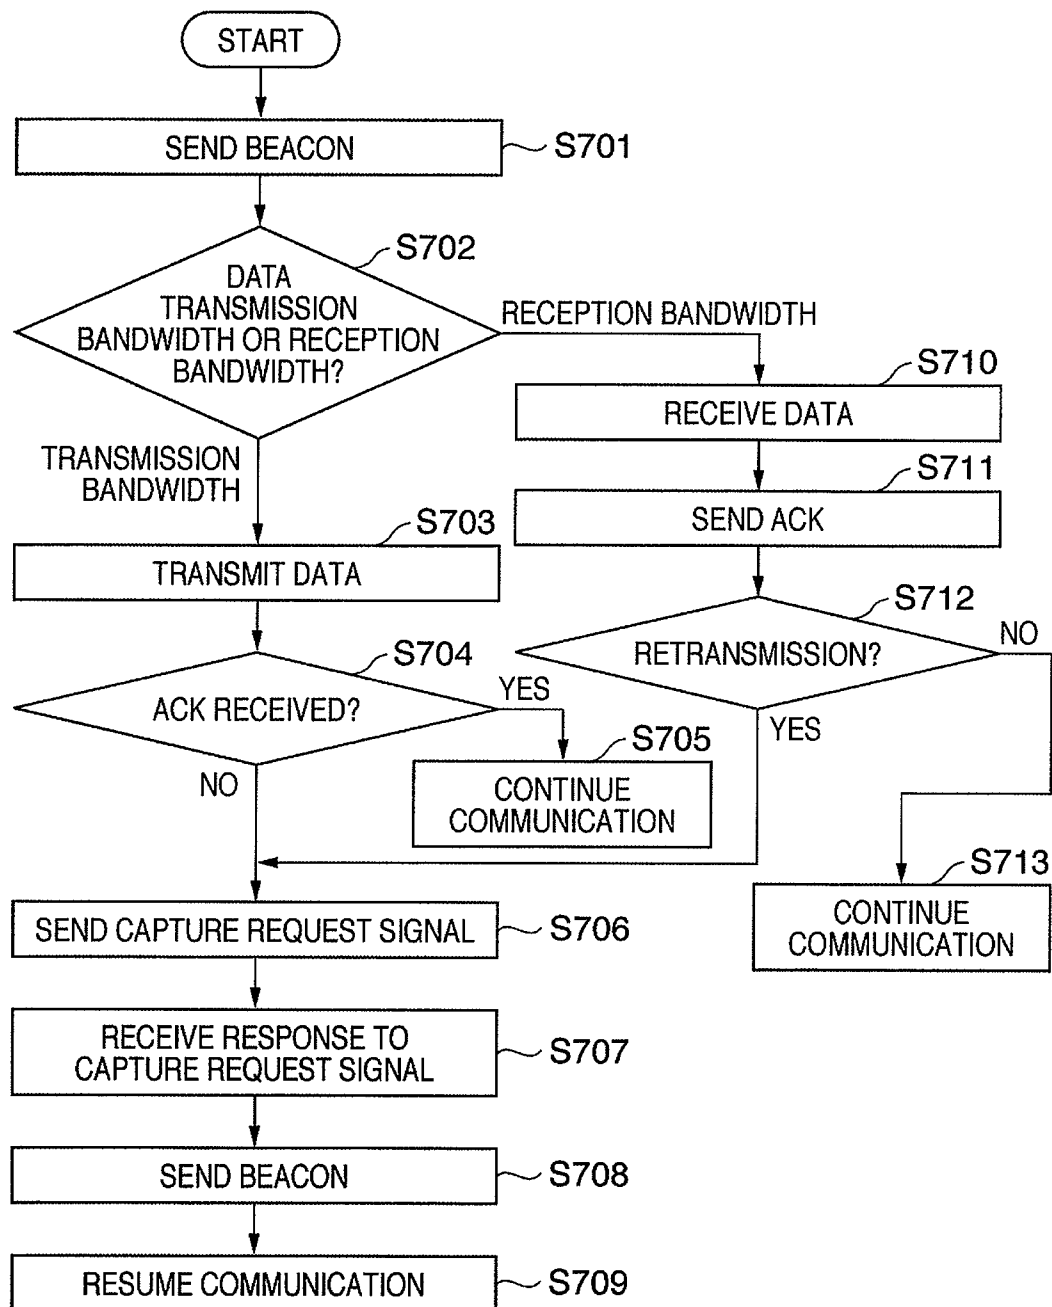 START
SEND BEACON
S701
S702
DATA
TRANSMISSION
BANDWIDTH OR RECEPTION
BANDWIDTH?
RECEPTION BANDWIDTH
TRANSMISSION
BANDWIDTH
S710
RECEIVE DATA
S711
SEND ACK
S703
TRANSMIT DATA
S712
RETRANSMISSION?
NO
YES
S704
ACK RECEIVED?
YES
NO
S705
CONTINUE
COMMUNICATION
S713
CONTINUE
COMMUNICATION
SEND CAPTURE REQUEST SIGNAL
S706
RECEIVE RESPONSE TO
CAPTURE REQUEST SIGNAL
S707
SEND BEACON
S708
RESUME COMMUNICATION
S709